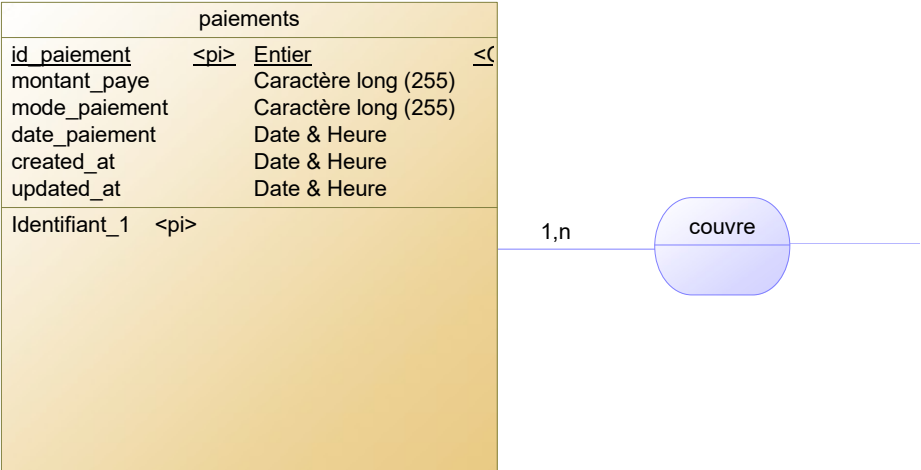 paiements
id_paiement <pi> Entier
montant_paye Caractère long (255)
mode_paiement Caractère long (255)
date_paiement Date & Heure
created_at Date & Heure
updated_at Date & Heure
Identifiant_1 <pi>
1,n
couvre